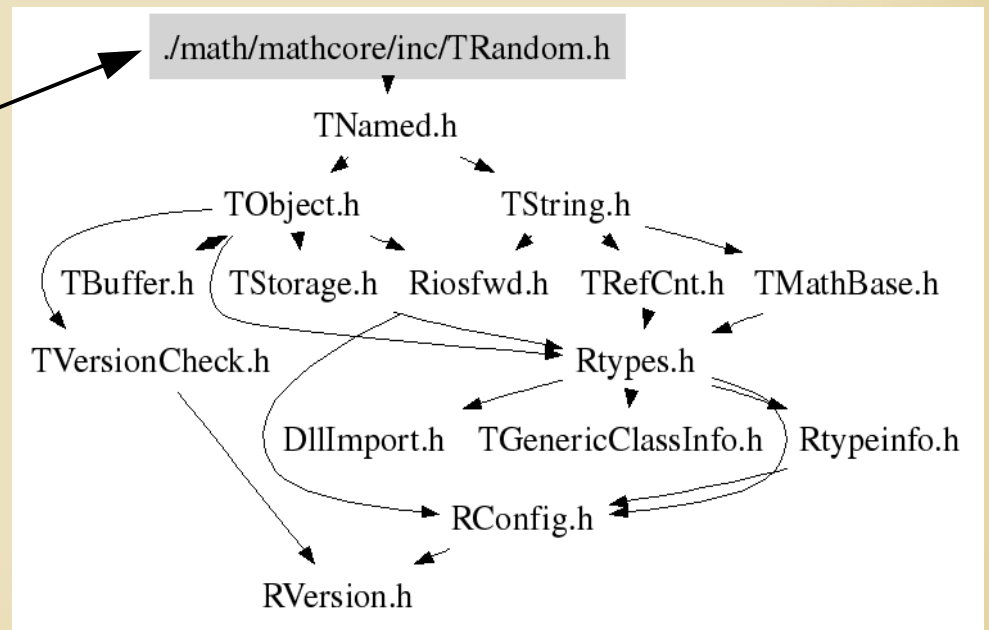 ./math/mathcore/inc/TRandom.h
TNamed.h
TObject.h TString.h
TBuffer.h TStorage.h Riosfwd.h TRefCnt.h TMathBase.h
TVersionCheck.h Rtypes.h
DllImport.h TGenericClassInfo.h Rtypeinfo.h
RConfig.h
RVersion.h